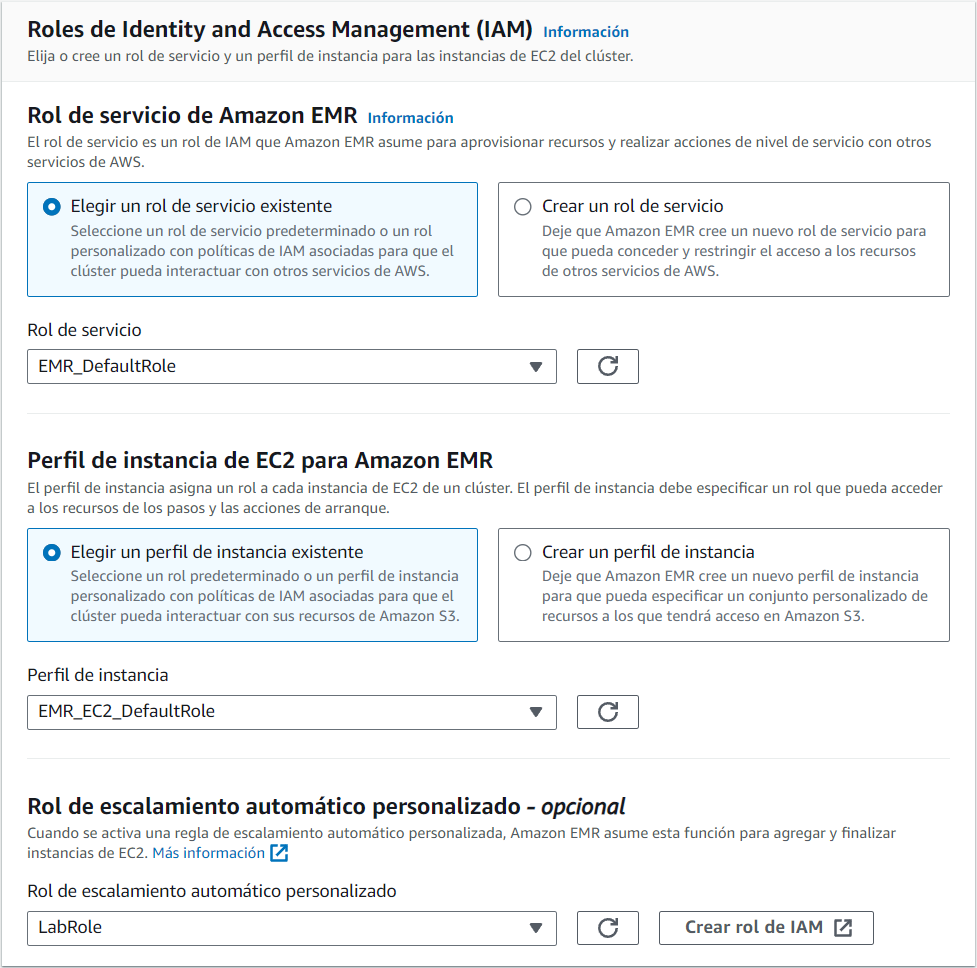 Roles de Identity and Access Management (IAM) Información
Elija o cree un rol de servicio y un perfil de instancia para las instancias de EC2 del clúster.
Rol de servicio de Amazon EMR Información
El rol de servicio es un rol de IAM que Amazon EMR asume para aprovisionar recursos y realizar acciones de nivel de servicio con otros
servicios de AWS.
Elegir un rol de servicio existente
Seleccione un rol de servicio predeterminado o un rol
personalizado con políticas de IAM asociadas para que el
clúster pueda interactuar con otros servicios de AWS.
Crear un rol de servicio
Deje que Amazon EMR cree un nuevo rol de servicio para
que pueda conceder y restringir el acceso a los recursos
de otros servicios de AWS.
Rol de servicio
EMR_DefaultRole
Perfil de instancia de EC2 para Amazon EMR
El perfil de instancia asigna un rol a cada instancia de EC2 de un clúster. El perfil de instancia debe especificar un rol que pueda acceder
a los recursos de los pasos y las acciones de arranque.
Elegir un perfil de instancia existente
Seleccione un rol predeterminado o un perfil de instancia
personalizado con políticas de IAM asociadas para que el
clúster pueda interactuar con sus recursos de Amazon S3.
Crear un perfil de instancia
Deje que Amazon EMR cree un nuevo perfil de instancia
para que pueda especificar un conjunto personalizado de
recursos a los que tendrá acceso en Amazon S3.
Perfil de instancia
EMR_EC2_DefaultRole
Rol de escalamiento automático personalizado - opcional
Cuando se activa una regla de escalamiento automático personalizada, Amazon EMR asume esta función para agregar y finalizar
instancias de EC2. Más información
Rol de escalamiento automático personalizado
LabRole
Crear rol de IAM